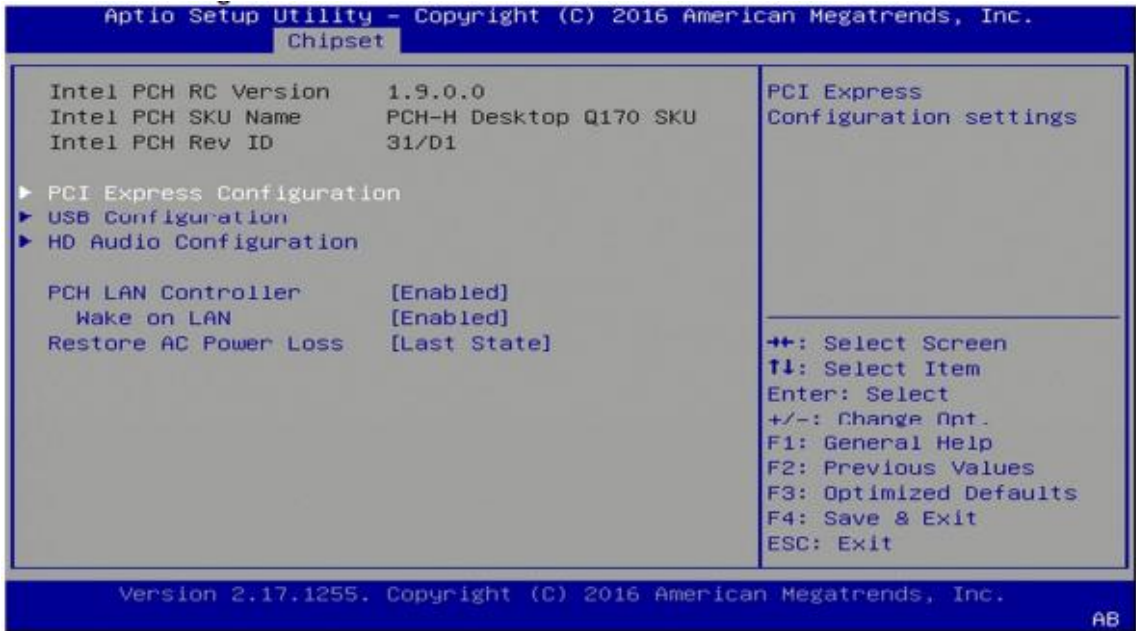 Aptio Setup Utility – Copyright (C) 2016 American Megatrends, Inc.
Chipset
Intel PCH RC Version 1.9.0.0
Intel PCH SKU Name PCH-H Desktop Q170 SKU
Intel PCH Rev ID 31/D1
▶ PCI Express Configuration
▶ USB Configuration
▶ HD Audio Configuration
PCH LAN Controller [Enabled]
Wake on LAN [Enabled]
Restore AC Power Loss [Last State]
PCI Express
Configuration settings
→←: Select Screen
↑↓: Select Item
Enter: Select
+/-: Change Opt.
F1: General Help
F2: Previous Values
F3: Optimized Defaults
F4: Save & Exit
ESC: Exit
Version 2.17.1255. Copyright (C) 2016 American Megatrends, Inc.
AB